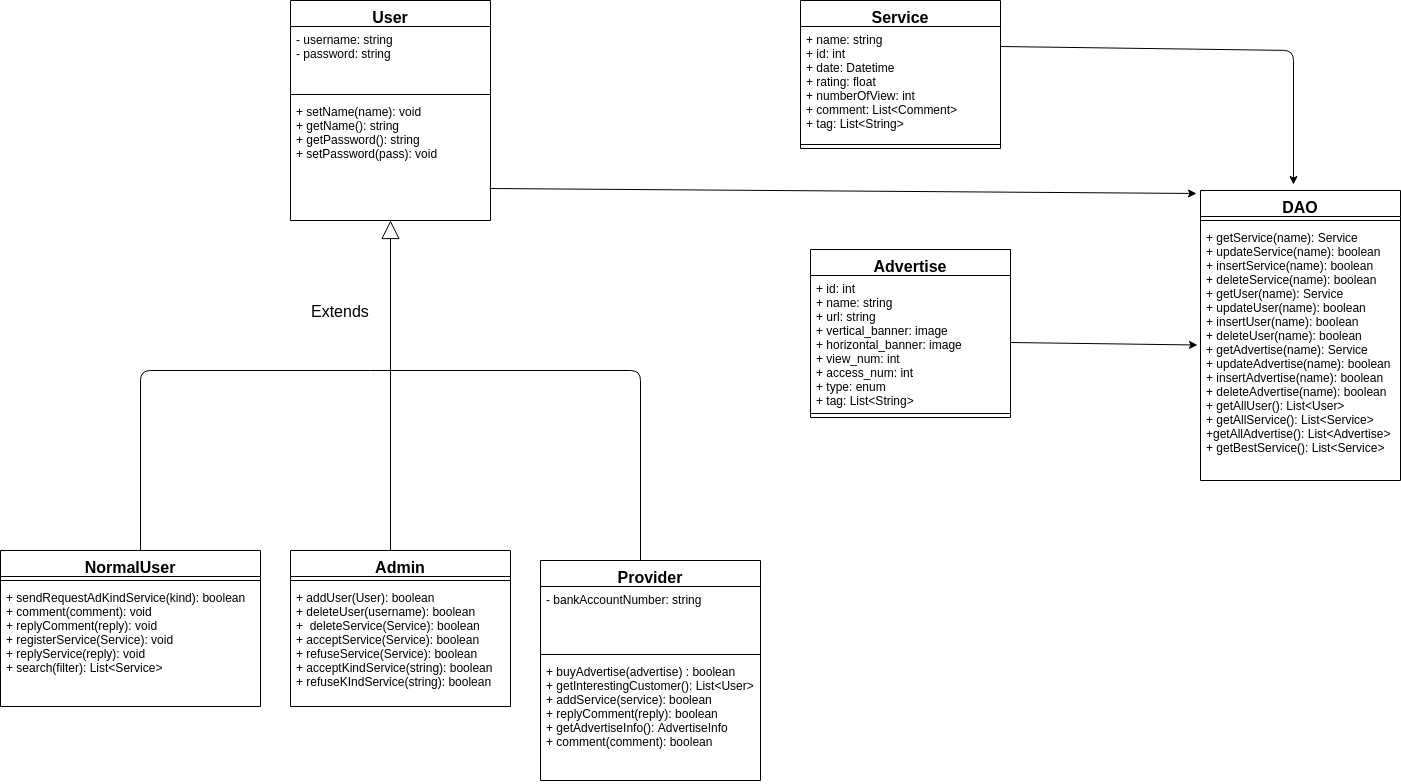 User
- username: string
- password: string
+ setName(name): void
+ getName(): string
+ getPassword(): string
+ setPassword(pass): void
Service
+ name: string
+ id: int
+ date: Datetime
+ rating: float
+ numberOfView: int
+ comment: List<Comment>
+ tag: List<String>
DAO
+ getService(name): Service
+ updateService(name): boolean
+ insertService(name): boolean
+ deleteService(name): boolean
+ getUser(name): Service
+ updateUser(name): boolean
+ insertUser(name): boolean
+ deleteUser(name): boolean
+ getAdvertise(name): Service
+ updateAdvertise(name): boolean
+ insertAdvertise(name): boolean
+ deleteAdvertise(name): boolean
+ getAllUser(): List<User>
+ getAllService(): List<Service>
+getAllAdvertise(): List<Advertise>
+ getBestService(): List<Service>
Advertise
+ id: int
+ name: string
+ url: string
+ vertical_banner: image
+ horizontal_banner: image
+ view_num: int
+ access_num: int
+ type: enum
+ tag: List<String>
Extends
NormalUser
+ sendRequestAdKindService(kind): boolean
+ comment(comment): void
+ replyComment(reply): void
+ registerService(Service): void
+ replyService(reply): void
+ search(filter): List<Service>
Admin
+ addUser(User): boolean
+ deleteUser(username): boolean
+  deleteService(Service): boolean
+ acceptService(Service): boolean
+ refuseService(Service): boolean
+ acceptKindService(string): boolean
+ refuseKIndService(string): boolean
Provider
- bankAccountNumber: string
+ buyAdvertise(advertise) : boolean
+ getInterestingCustomer(): List<User>
+ addService(service): boolean
+ replyComment(reply): boolean
+ getAdvertiseInfo(): AdvertiseInfo
+ comment(comment): boolean